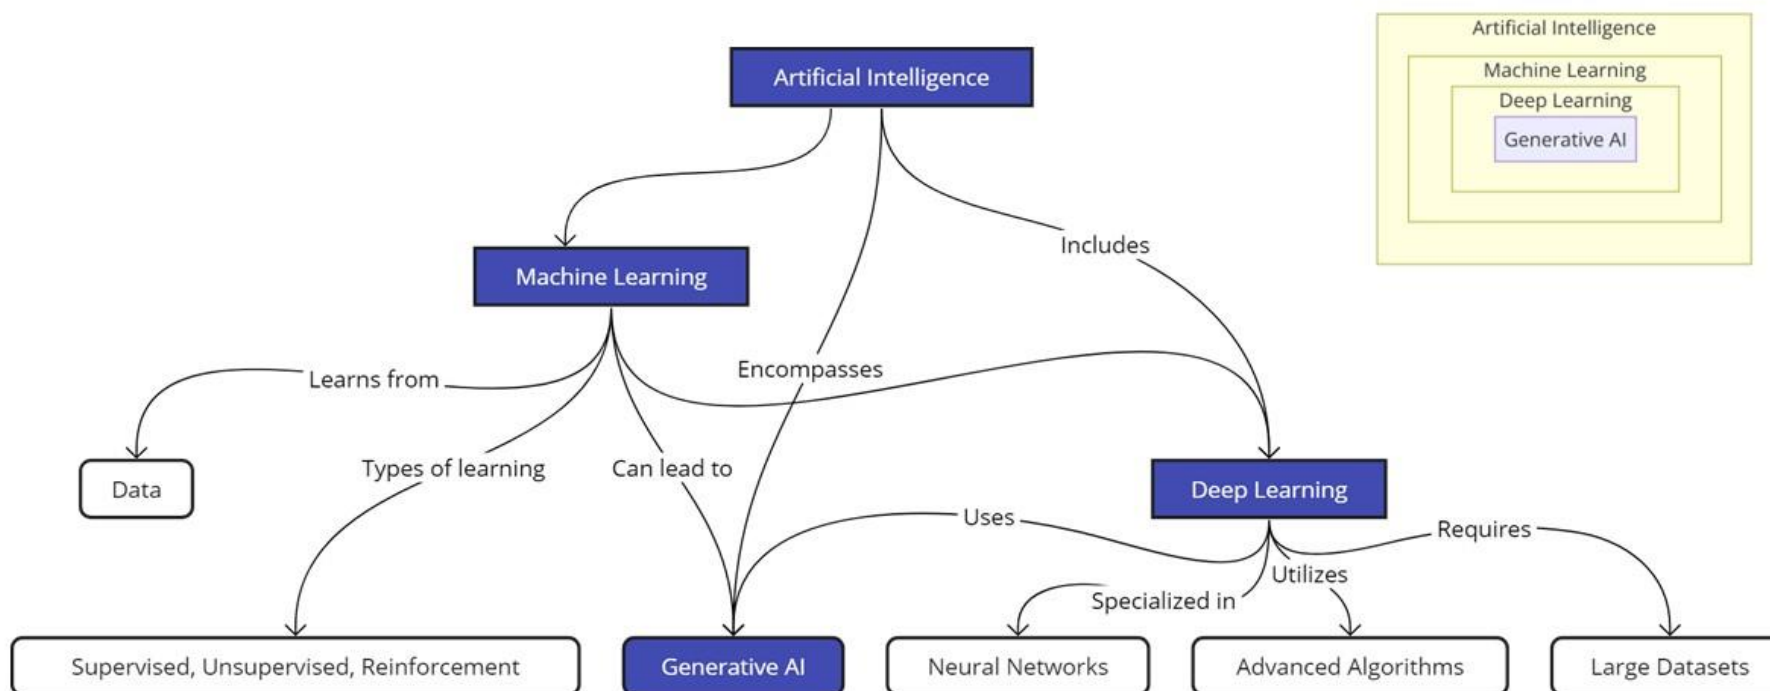 Artificial Intelligence
Machine Learning
Deep Learning
Generative AI
Artificial Intelligence
Includes
Machine Learning
Encompasses
Learns from
Types of learning
Can lead to
Data
Deep Learning
Uses
Requires
Utilizes
Specialized in
Supervised, Unsupervised, Reinforcement
Generative AI
Neural Networks
Advanced Algorithms
Large Datasets